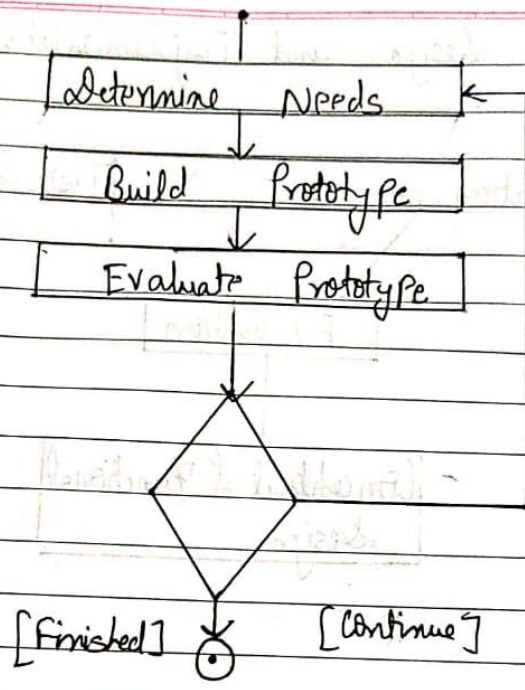 Determine Needs
Build Prototype
Evaluate Prototype
[Finished] [Continue]